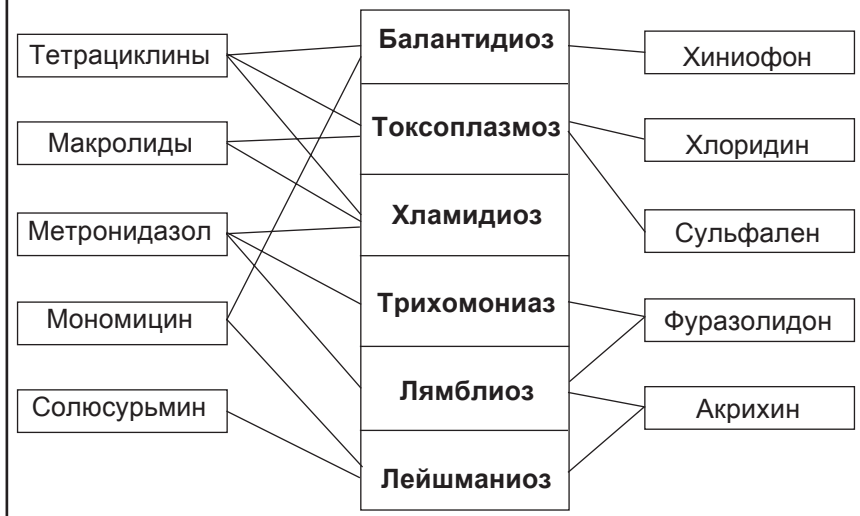 Тетрациклины
Макролиды
Метронидазол
Мономицин
Солюсурьмин
Балантидиоз
Токсоплазмоз
Хламидиоз
Трихомониаз
Лямблиоз
Лейшманиоз
Хиниофон
Хлоридин
Сульфален
Фуразолидон
Акрихин